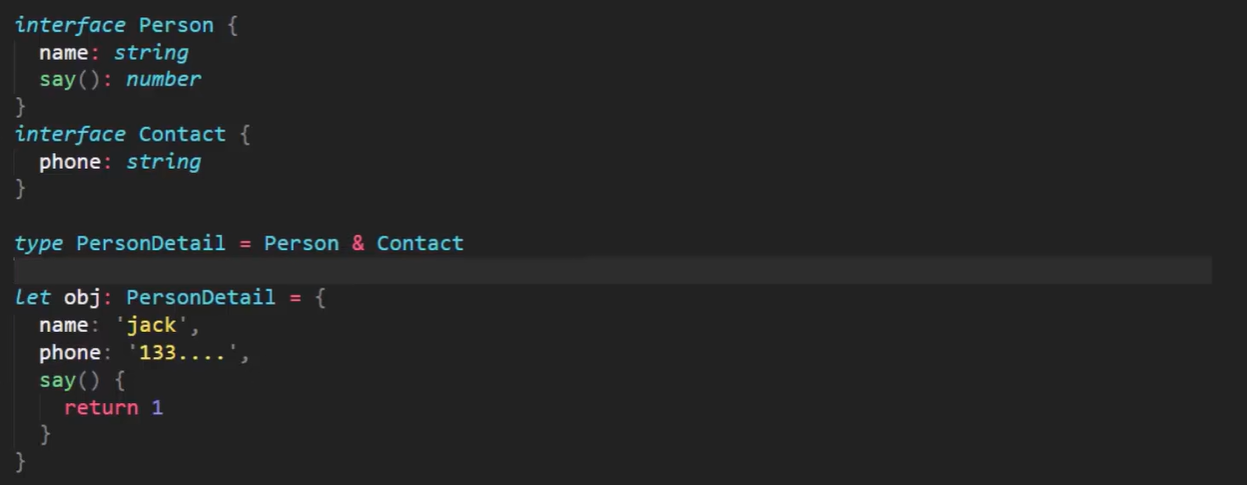 interface Person {
  name: string
  say(): number
}
interface Contact {
  phone: string
}
type PersonDetail = Person & Contact
let obj: PersonDetail = {
  name: 'jack',
  phone: '133....',
  say() {
    return 1
  }
}